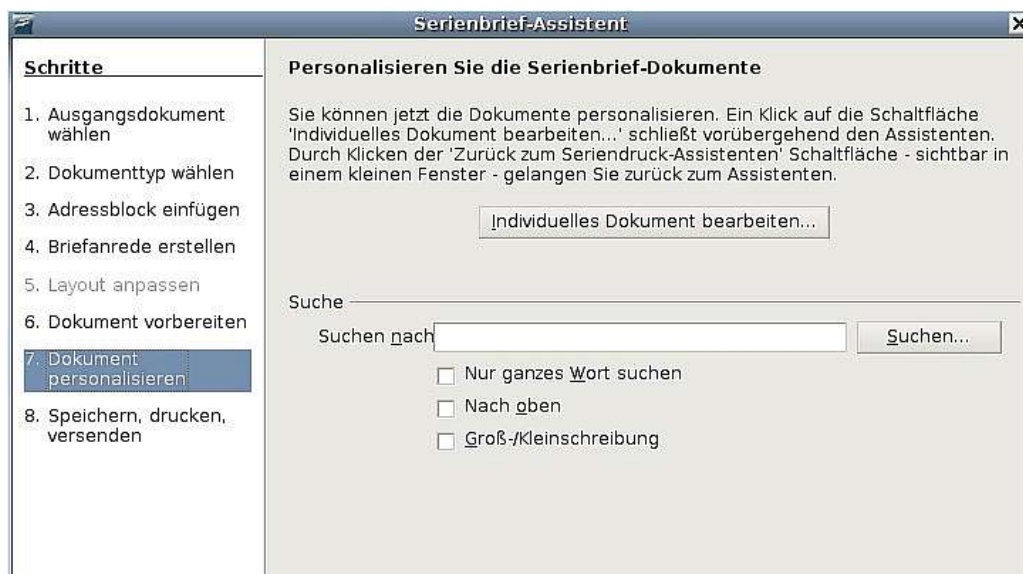 Serienbrief-Assistent
Schritte
1. Ausgangsdokument
wählen
2. Dokumenttyp wählen
3. Adressblock einfügen
4. Briefanrede erstellen
5. Layout anpassen
6. Dokument vorbereiten
7. Dokument
personalisieren
8. Speichern, drucken,
versenden
Personalisieren Sie die Serienbrief-Dokumente
Sie können jetzt die Dokumente personalisieren. Ein Klick auf die Schaltfläche
'Individuelles Dokument bearbeiten...' schließt vorübergehend den Assistenten.
Durch Klicken der 'Zurück zum Seriendruck-Assistenten' Schaltfläche - sichtbar in
einem kleinen Fenster - gelangen Sie zurück zum Assistenten.
Individuelles Dokument bearbeiten...
Suche
Suchen nach
Suchen...
Nur ganzes Wort suchen
Nach oben
Groß-/Kleinschreibung